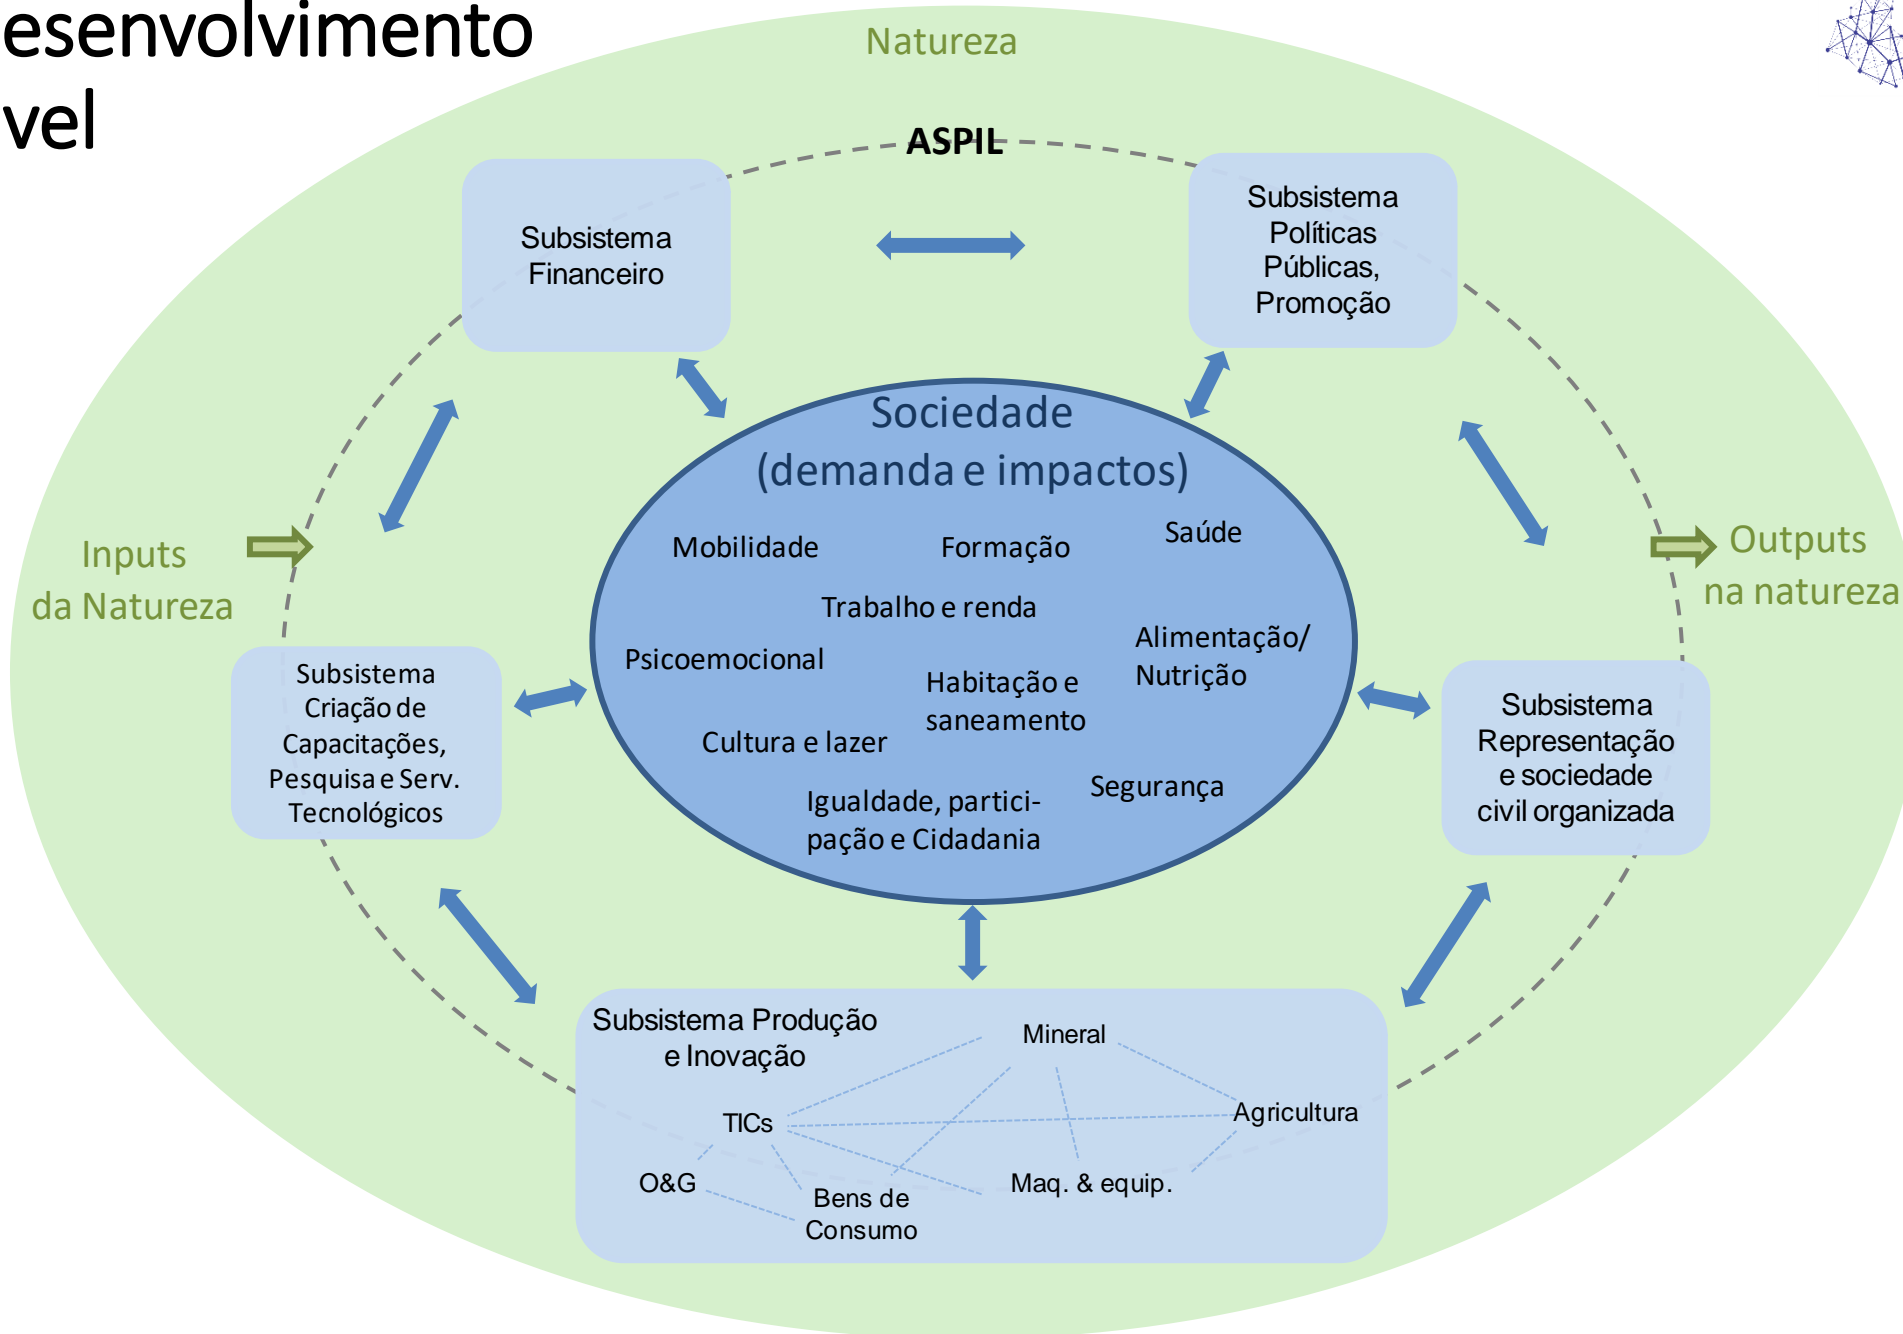 esenvolvimento
vel
Natureza
ASPIL
Subsistema
Financeiro
Subsistema
Políticas
Públicas,
Promoção
Sociedade
(demanda e impactos)
Mobilidade
Formação
Saúde
Trabalho e renda
Psicoemocional
Alimentação/
Nutrição
Habitação e
saneamento
Cultura e lazer
Segurança
Igualdade, partici-
pação e Cidadania
Inputs
da Natureza
Outputs
na natureza
Subsistema
Criação de
Capacitações,
Pesquisa e Serv.
Tecnológicos
Subsistema
Representação
e sociedade
civil organizada
Subsistema Produção
e Inovação
Mineral
TICs
Agricultura
O&G
Bens de
Consumo
Maq. & equip.